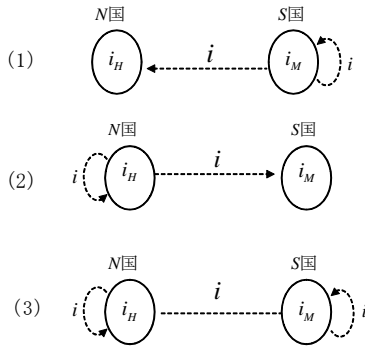 N国 S国
(1) i_H i i_M i
N国 S国
(2) i i_H i i_M
N国 S国
(3) i i_H i i_M i